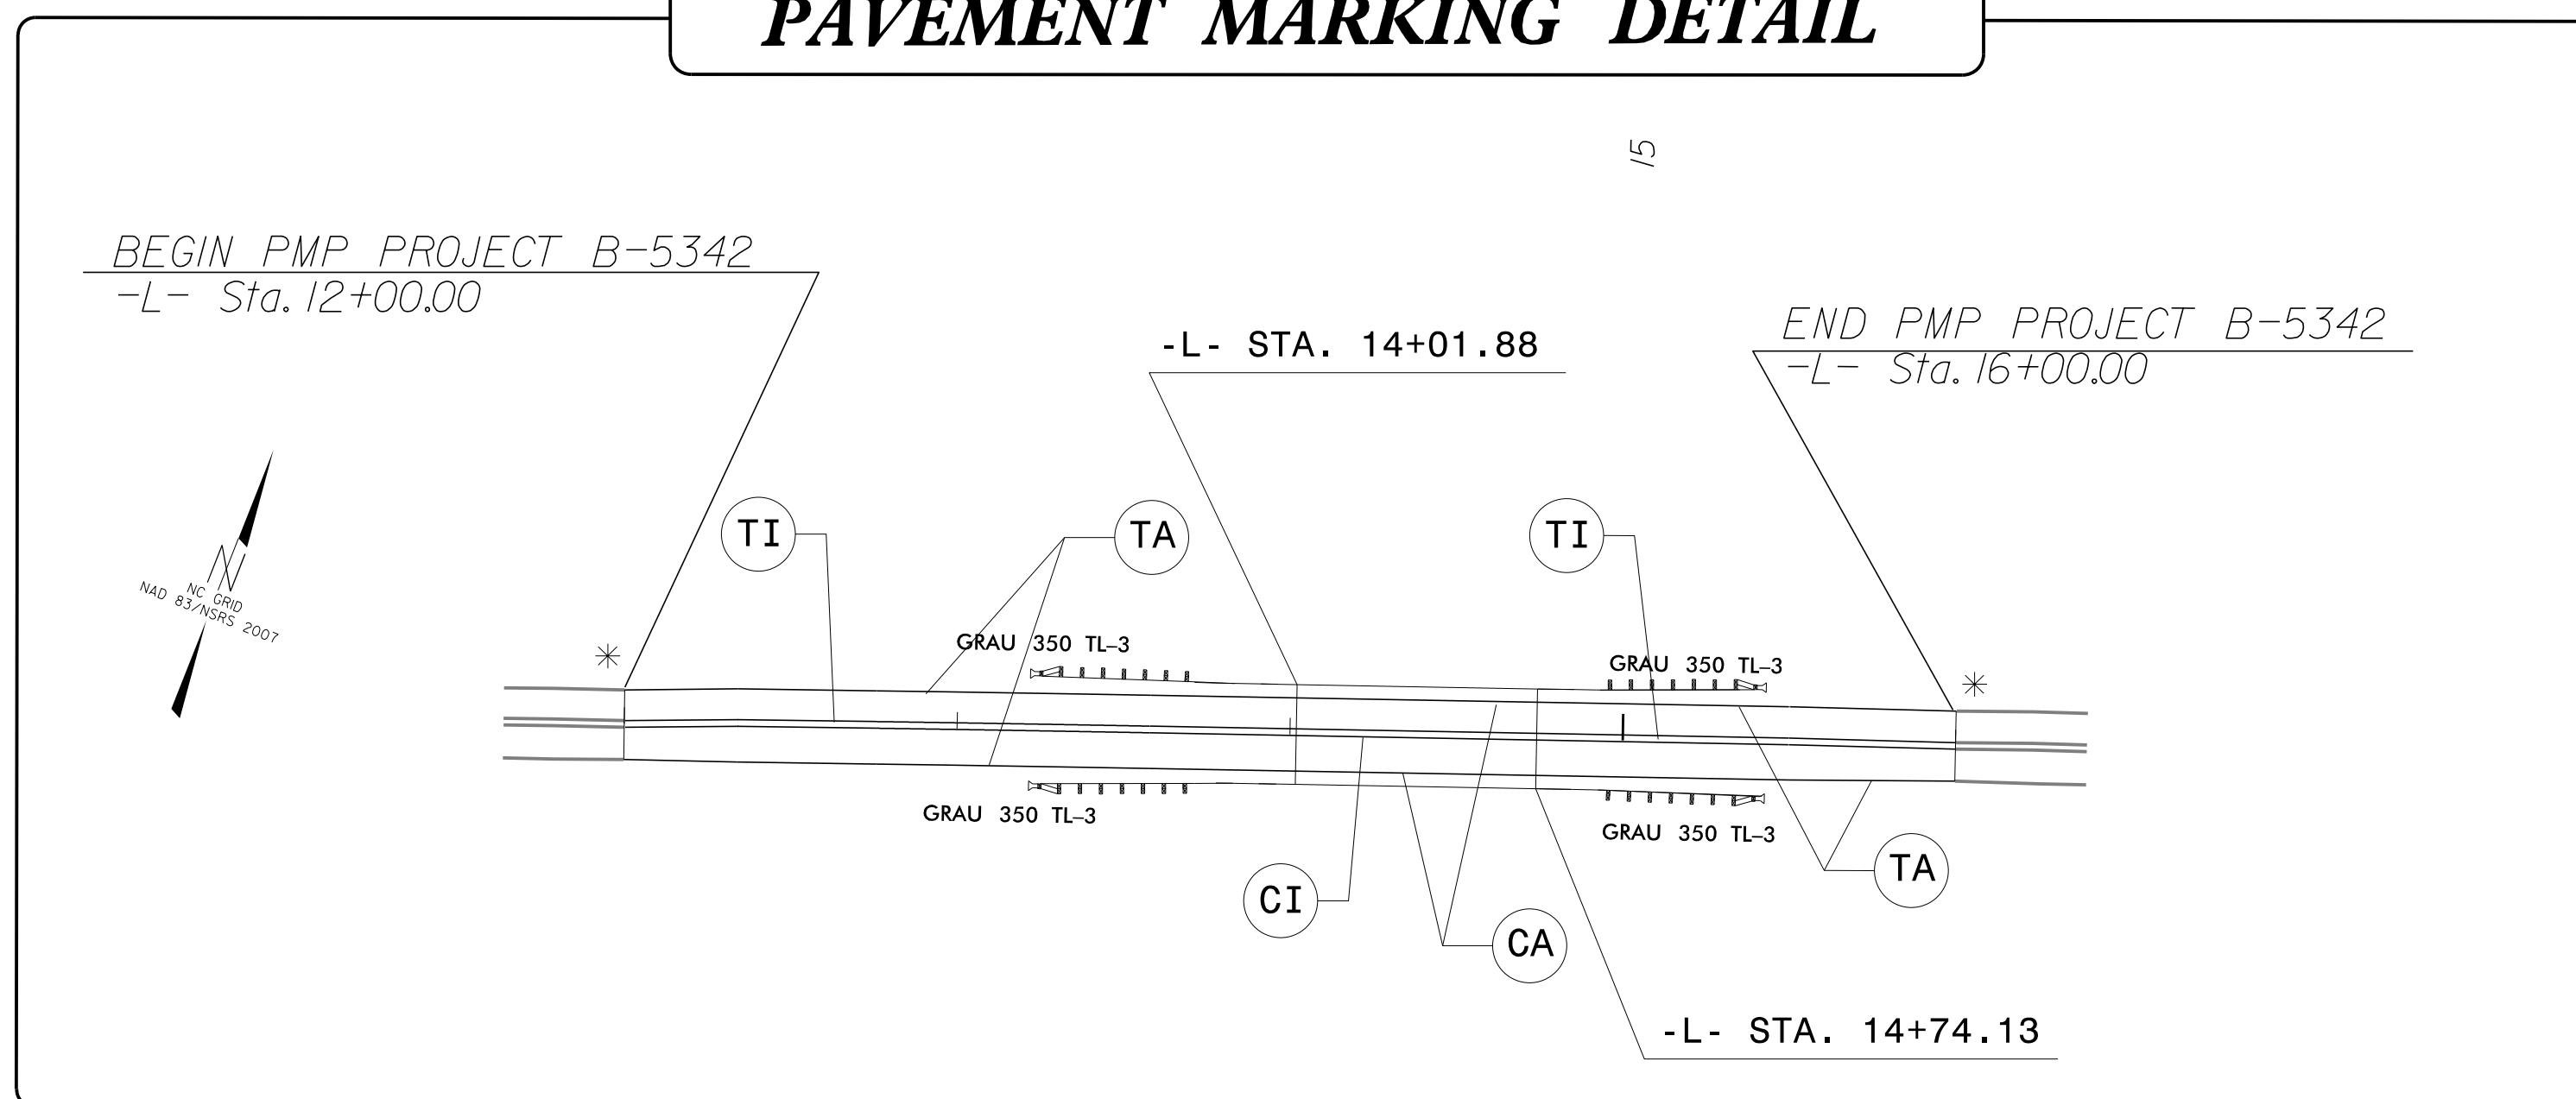 PAVEMENT MARKING DETAIL
15
BEGIN PMP PROJECT B-5342
-L- Sta. 12+00.00
-L- STA. 14+01.88
END PMP PROJECT B-5342
-L- Sta. 16+00.00
TI
TA
TI
N
NC GRID
NAD 83/NSRS 2007
GRAU 350 TL-3
GRAU 350 TL-3
GRAU 350 TL-3
GRAU 350 TL-3
TA
CI
CA
-L- STA. 14+74.13